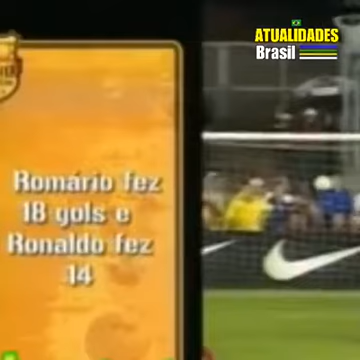 ATUALIDADES
Brasil
Romário fez
18 gols e
Ronaldo fez
14